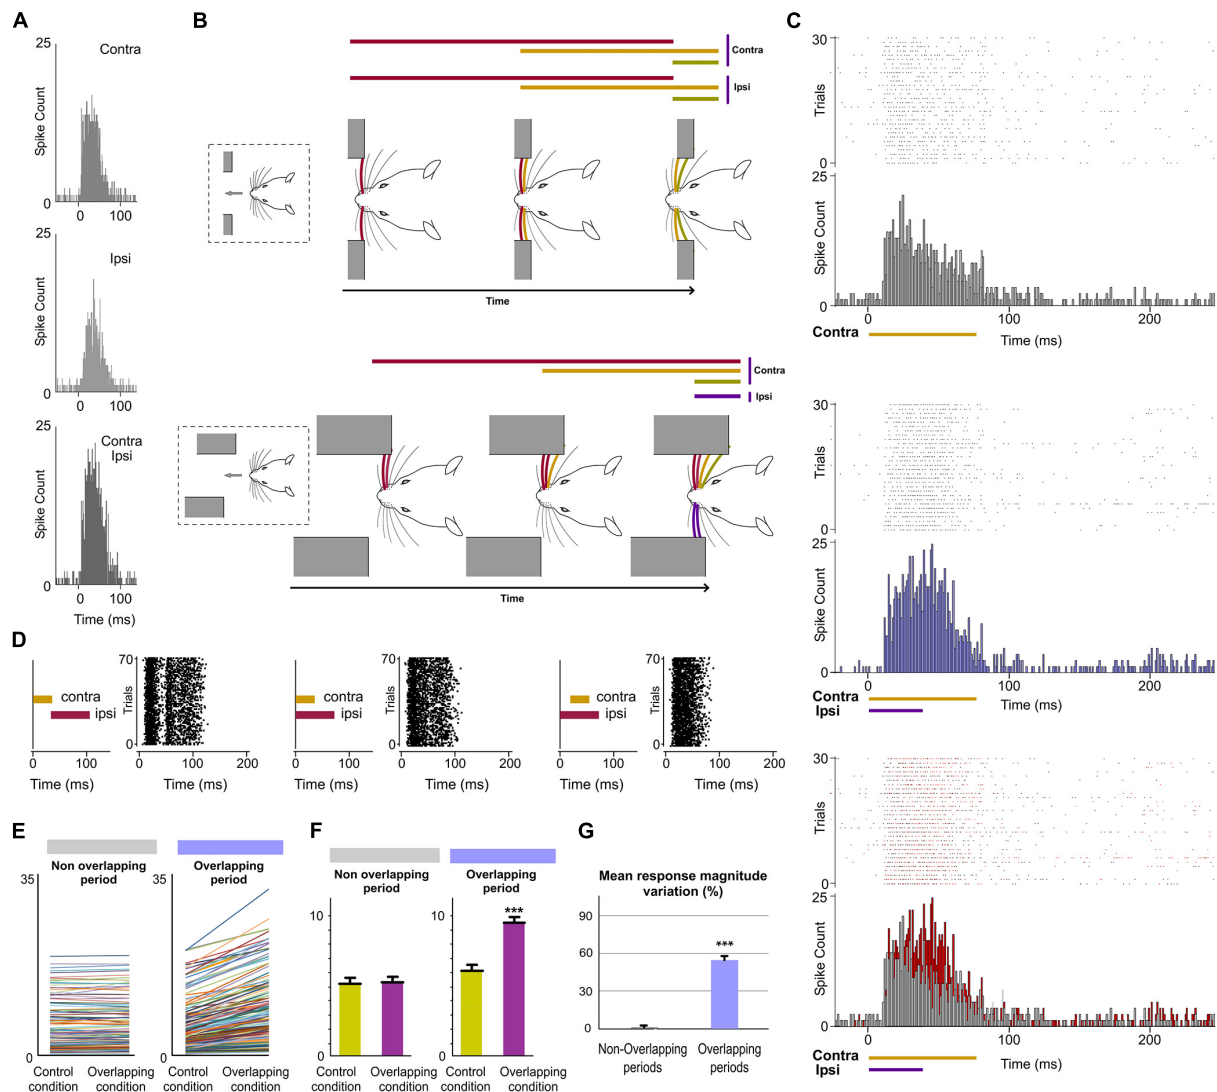 A
25
Contra
Spike Count
0
0 100
25
Ipsi
Spike Count
0
0 100
25
Contra
Ipsi
Spike Count
0
0 100
Time (ms)
B
Contra
Ipsi
Time
Contra
Ipsi
Time
C
30
Trials
0
25
Spike Count
0
0 100 200
Contra
Time (ms)
30
Trials
0
25
Spike Count
0
0 100 200
Contra
Ipsi
Time (ms)
30
Trials
0
25
Spike Count
0
0 100 200
Contra
Ipsi
Time (ms)
D
contra
ipsi
0 100
Time (ms)
70
Trials
0
0 100 200
Time (ms)
contra
ipsi
0 100
Time (ms)
70
Trials
0
0 100 200
Time (ms)
contra
ipsi
0 100
Time (ms)
70
Trials
0
0 100 200
Time (ms)
E
Non overlapping
period
35
0
Control
condition
Overlapping
condition
Overlapping
period
35
0
Control
condition
Overlapping
condition
F
Non overlapping
period
10
0
Control
condition
Overlapping
condition
Overlapping
period
10
***
0
Control
condition
Overlapping
condition
G
Mean response magnitude
variation (%)
90
60
30
0
***
Non-Overlapping
periods
Overlapping
periods